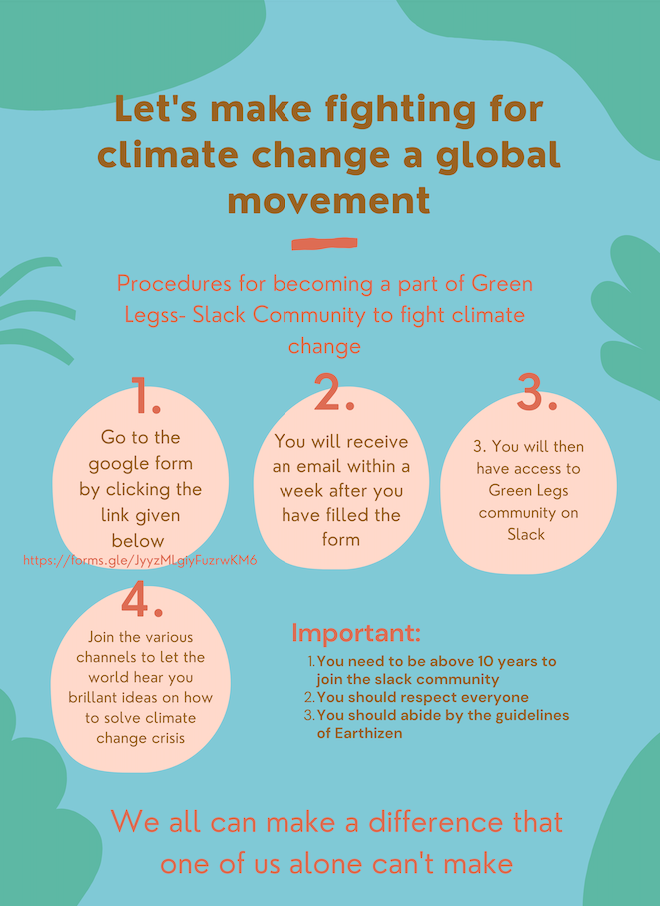 Let's make fighting for
climate change a global
movement
Procedures for becoming a part of Green
Legss- Slack Community to fight climate
change
1.
Go to the
google form
by clicking the
link given
below
https://forms.gle/JyyzMLgiyFuzrwKM6
2.
You will receive
an email within a
week after you
have filled the
form
3.
3. You will then
have access to
Green Legs
community on
Slack
4.
Join the various
channels to let the
world hear you
brillant ideas on how
to solve climate
change crisis
Important:
1.You need to be above 10 years to
join the slack community
2.You should respect everyone
3.You should abide by the guidelines
of Earthizen
We all can make a difference that
one of us alone can't make